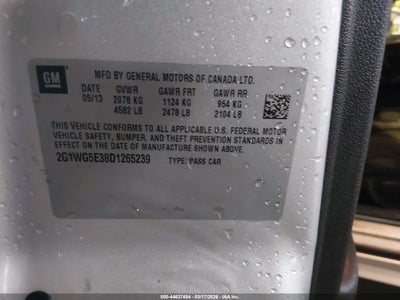 GM
MFD BY GENERAL MOTORS OF CANADA LTD.
DATE GVWR GAWR FRT GAWR RR
05/13 2078 KG 1124 KG 954 KG
4582 LB 2478 LB 2104 LB
THIS VEHICLE CONFORMS TO ALL APPLICABLE U.S. FEDERAL MOTOR
VEHICLE SAFETY, BUMPER, AND THEFT PREVENTION STANDARDS IN
EFFECT ON THE DATE OF MANUFACTURE SHOWN ABOVE.
2G1WG5E38D1265239 TYPE: PASS CAR
000-44637484 - 03/17/2026 - IAAI.COM